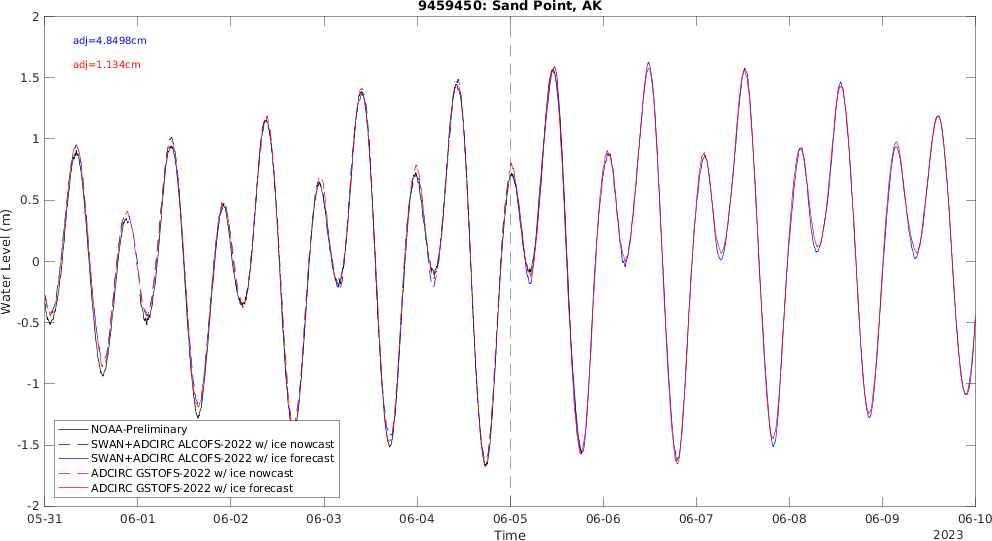 9459450: Sand Point, AK
adj=4.8498cm
adj=1.134cm
2
1.5
1
0.5
0
-0.5
-1
-1.5
-2
Water Level (m)
NOAA-Preliminary
SWAN+ADCIRC ALCOFS-2022 w/ ice nowcast
SWAN+ADCIRC ALCOFS-2022 w/ ice forecast
ADCIRC GSTOFS-2022 w/ ice nowcast
ADCIRC GSTOFS-2022 w/ ice forecast
05-31 06-01 06-02 06-03 06-04 06-05 06-06 06-07 06-08 06-09 06-10
Time
2023